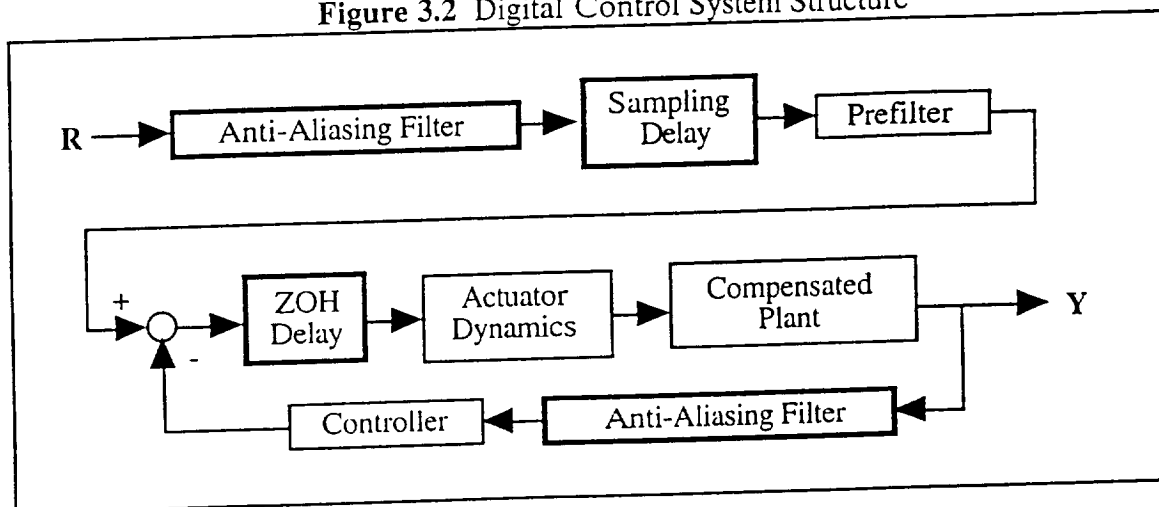 Figure 3.2 Digital Control System Structure
R
Anti-Aliasing Filter
Sampling
Delay
Prefilter
+
-
ZOH
Delay
Actuator
Dynamics
Compensated
Plant
Y
Controller
Anti-Aliasing Filter